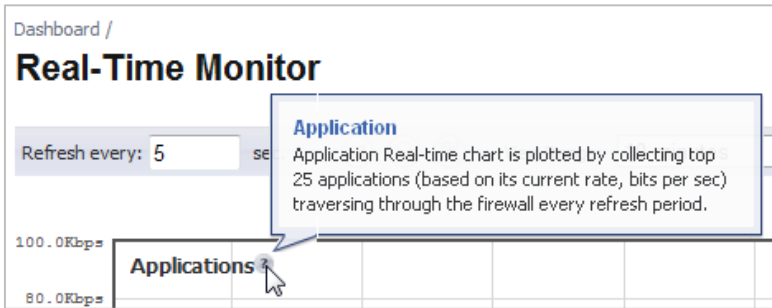 Dashboard /
Real-Time Monitor
Refresh every: 5
Application
Application Real-time chart is plotted by collecting top
25 applications (based on its current rate, bits per sec)
traversing through the firewall every refresh period.
100.0Kbps
Applications ?
80.0Kbps